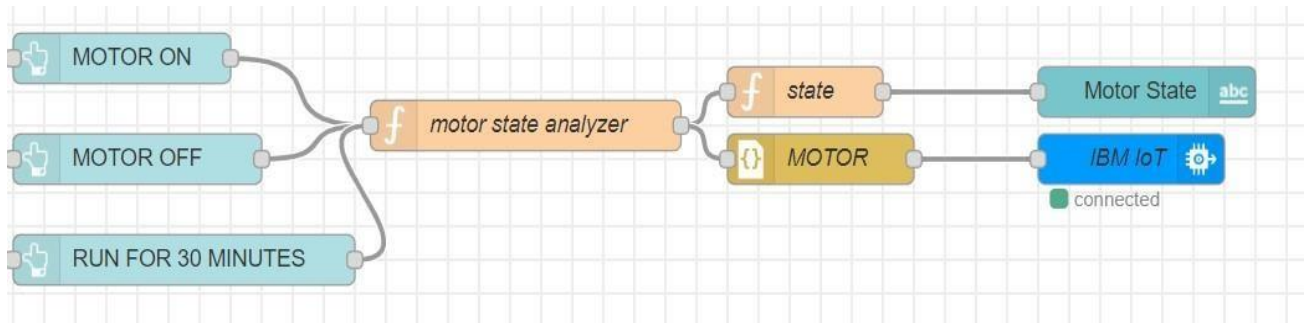 MOTOR ON
MOTOR OFF
RUN FOR 30 MINUTES
f motor state analyzer
f state
{} MOTOR
Motor State abc
IBM IoT
connected